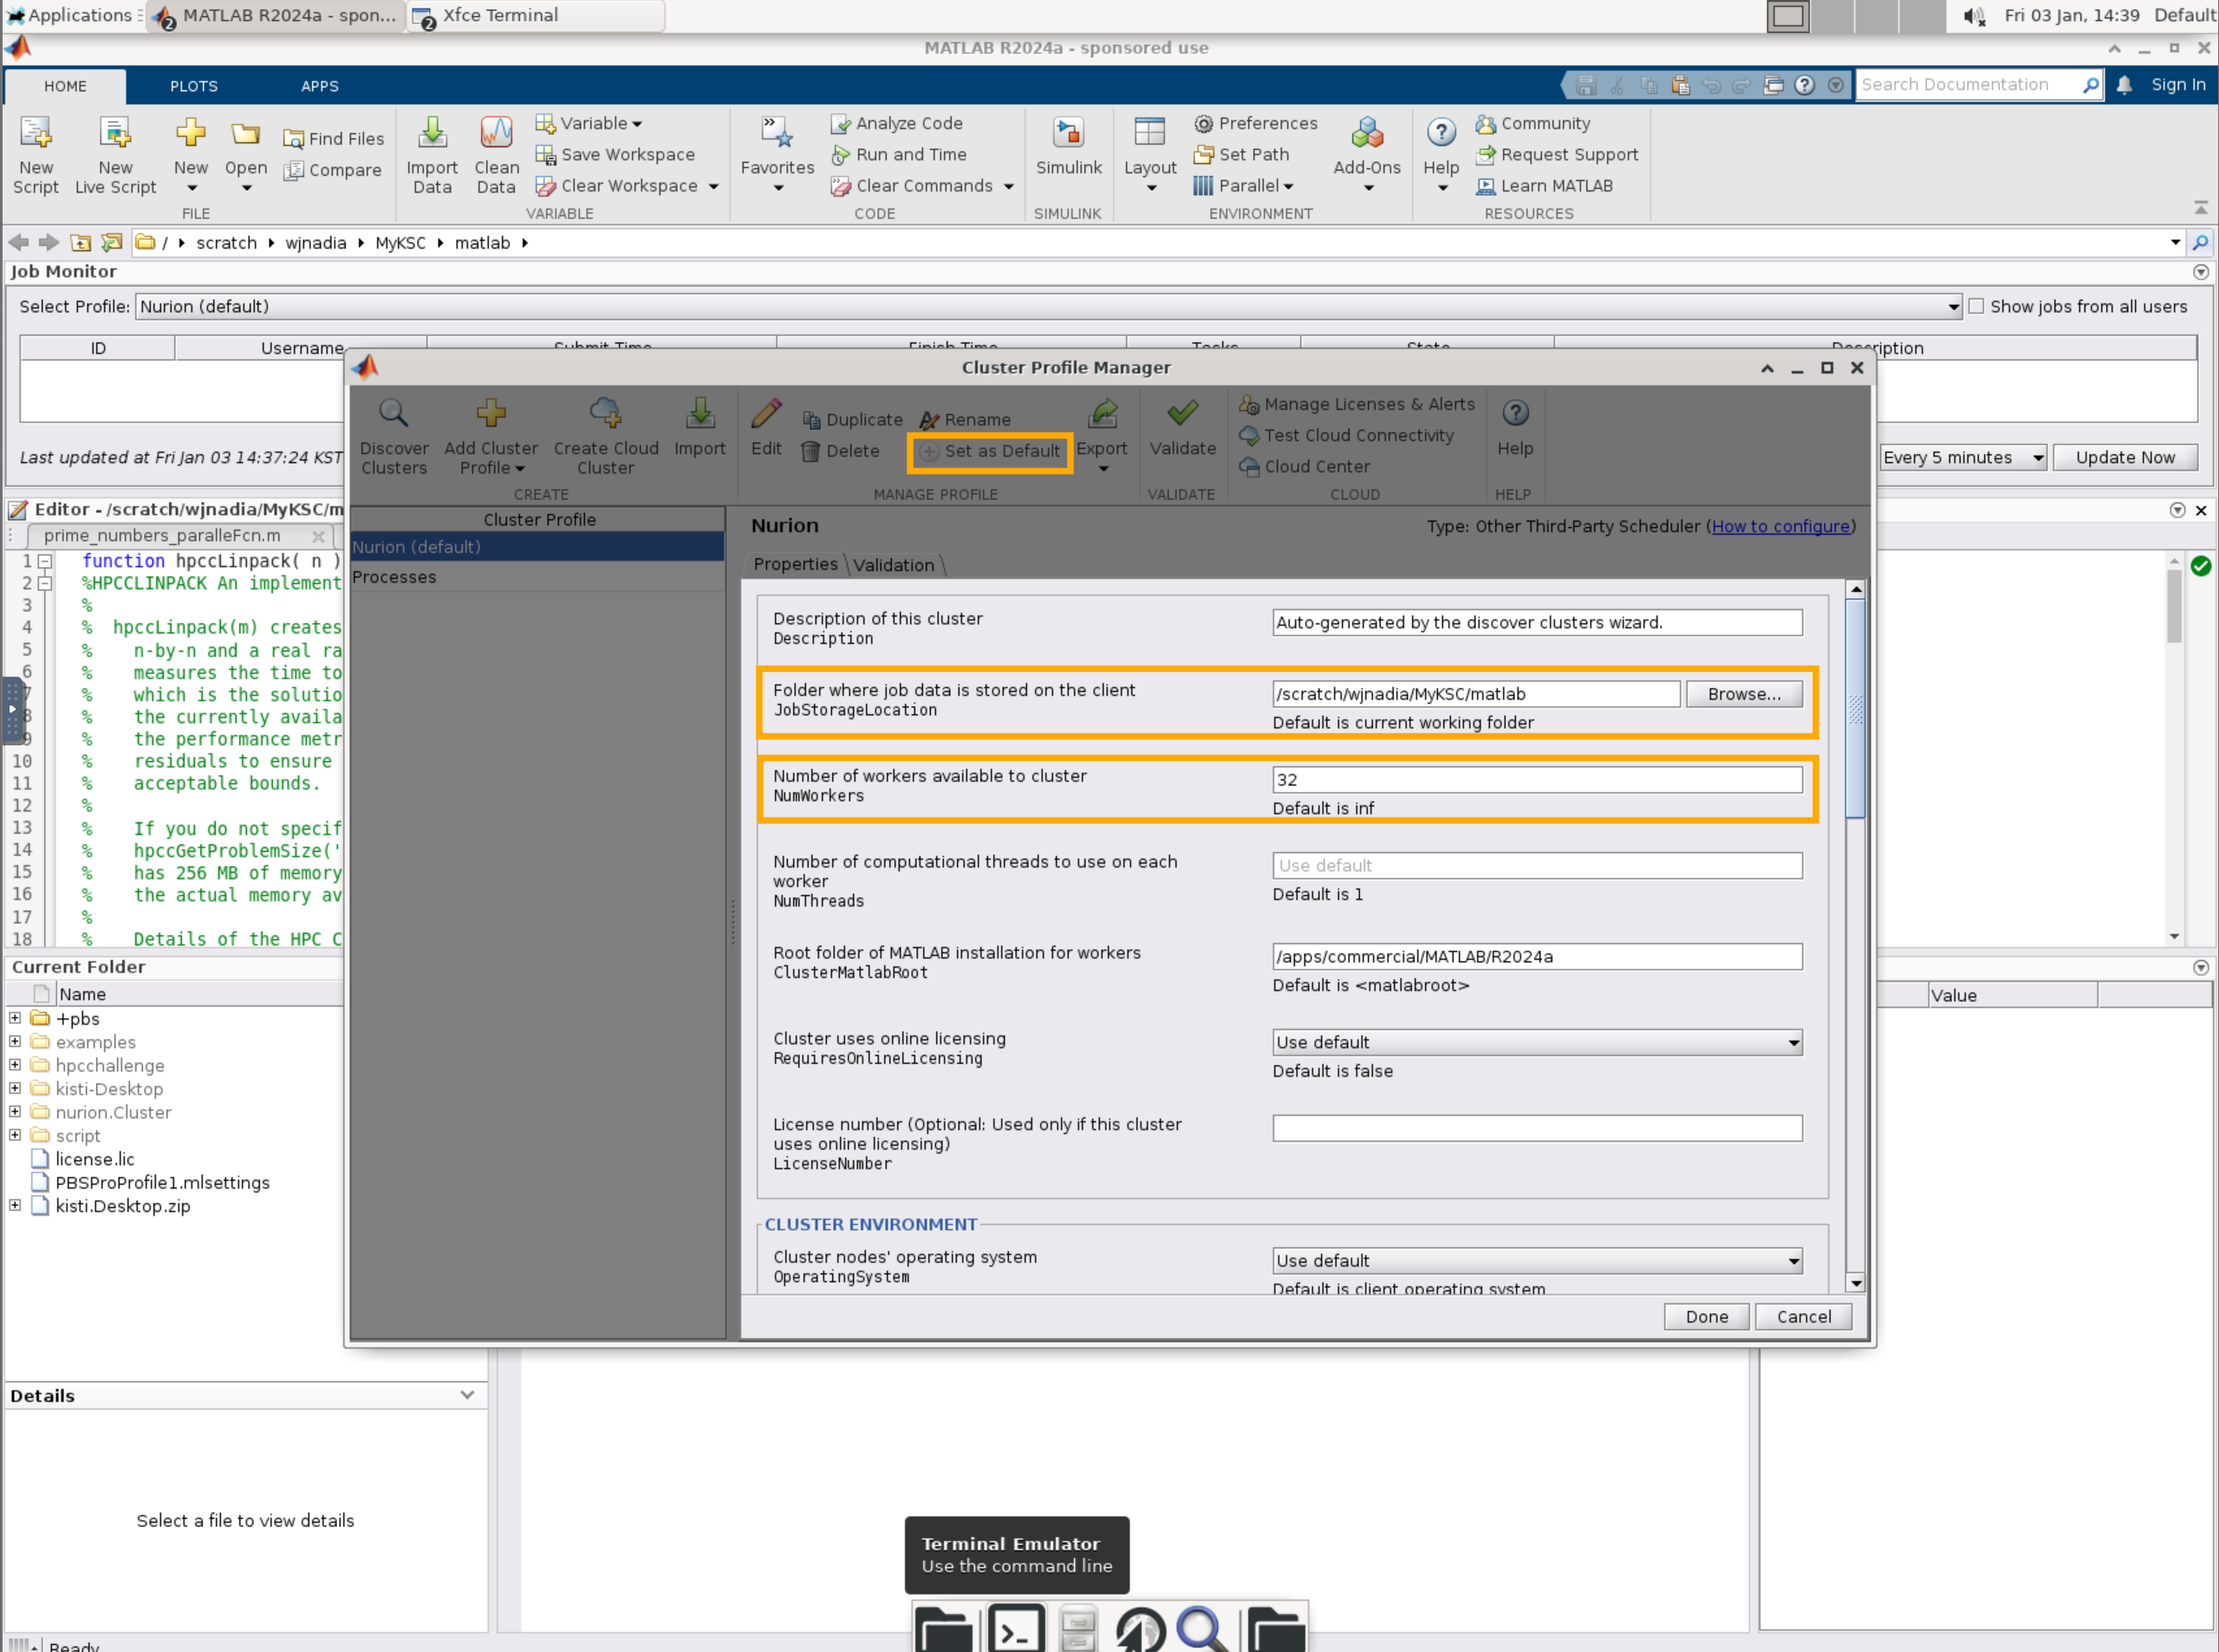 Applications
MATLAB R2024a - spon...
Xfce Terminal
Fri 03 Jan, 14:39 Default
MATLAB R2024a - sponsored use
HOME PLOTS APPS
Search Documentation
Sign In
New Script
New Live Script
New
Open
Find Files
Compare
FILE
Import Data
Clean Data
Variable
Save Workspace
Clear Workspace
VARIABLE
Favorites
Analyze Code
Run and Time
Clear Commands
CODE
Simulink
SIMULINK
Layout
Preferences
Set Path
Parallel
Add-Ons
ENVIRONMENT
Help
Community
Request Support
Learn MATLAB
RESOURCES
/ scratch wjnadia MyKSC matlab
Job Monitor
Select Profile: Nurion (default)
Show jobs from all users
ID Username Submit Time Finish Time Tasks State Description
Last updated at Fri Jan 03 14:37:24 KST
Every 5 minutes
Update Now
Cluster Profile Manager
Discover Clusters
Add Cluster Profile
Create Cloud Cluster
Import
CREATE
Edit
Duplicate
Rename
Delete
Set as Default
Export
MANAGE PROFILE
Validate
VALIDATE
Manage Licenses & Alerts
Test Cloud Connectivity
Cloud Center
CLOUD
Help
HELP
Cluster Profile
Nurion (default)
Processes
Nurion
Type: Other Third-Party Scheduler (How to configure)
Properties Validation
Description of this cluster
Description
Auto-generated by the discover clusters wizard.
Folder where job data is stored on the client
JobStorageLocation
/scratch/wjnadia/MyKSC/matlab
Browse...
Default is current working folder
Number of workers available to cluster
NumWorkers
32
Default is inf
Number of computational threads to use on each
worker
NumThreads
Use default
Default is 1
Root folder of MATLAB installation for workers
ClusterMatlabRoot
/apps/commercial/MATLAB/R2024a
Default is <matlabroot>
Cluster uses online licensing
RequiresOnlineLicensing
Use default
Default is false
License number (Optional: Used only if this cluster
uses online licensing)
LicenseNumber
CLUSTER ENVIRONMENT
Cluster nodes' operating system
OperatingSystem
Use default
Default is client operating system
Done
Cancel
Editor - /scratch/wjnadia/MyKSC/m
prime_numbers_paralleFcn.m
1 function hpccLinpack( n )
2 %HPCCLINPACK An implement
3 %
4 % hpccLinpack(m) creates
5 % n-by-n and a real ra
6 % measures the time to
7 % which is the solutio
8 % the currently availa
9 % the performance metr
10 % residuals to ensure
11 % acceptable bounds.
12 %
13 % If you do not specif
14 % hpccGetProblemSize('
15 % has 256 MB of memory
16 % the actual memory av
17 %
18 % Details of the HPC C
Current Folder
Name
+pbs
examples
hpcchallenge
kisti-Desktop
nurion.Cluster
script
license.lic
PBSProProfile1.mlsettings
kisti.Desktop.zip
Value
Details
Select a file to view details
Terminal Emulator
Use the command line
Ready